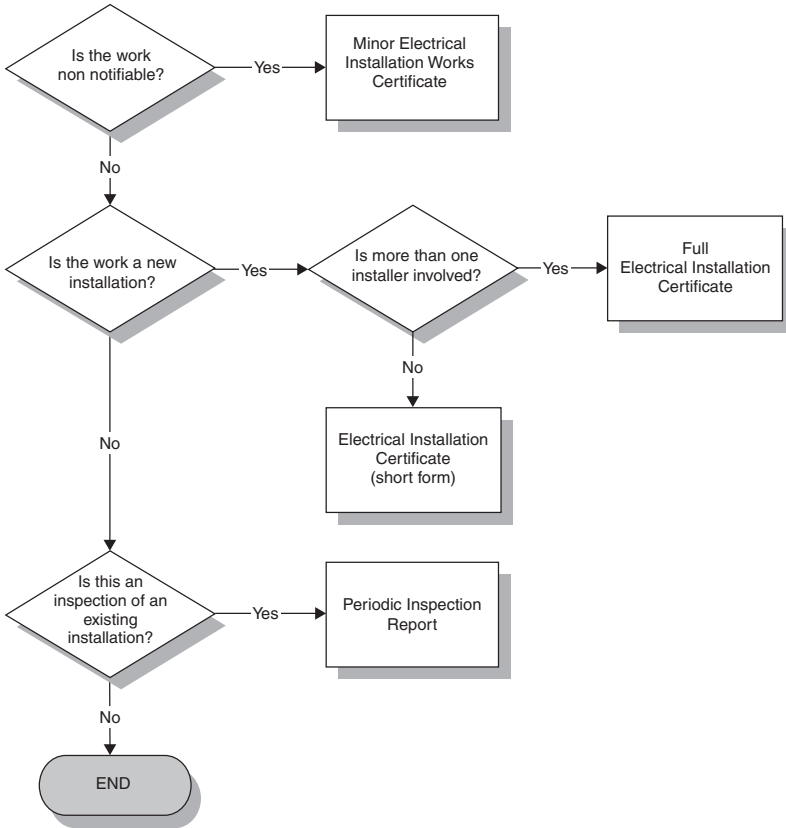 Is the work
non notifiable?
Yes
Minor Electrical
Installation Works
Certificate
No
Is the work a new
installation?
Yes
Is more than one
installer involved?
Yes
Full
Electrical Installation
Certificate
No
Electrical Installation
Certificate
(short form)
No
Is this an
inspection of an
existing
installation?
Yes
Periodic Inspection
Report
No
END